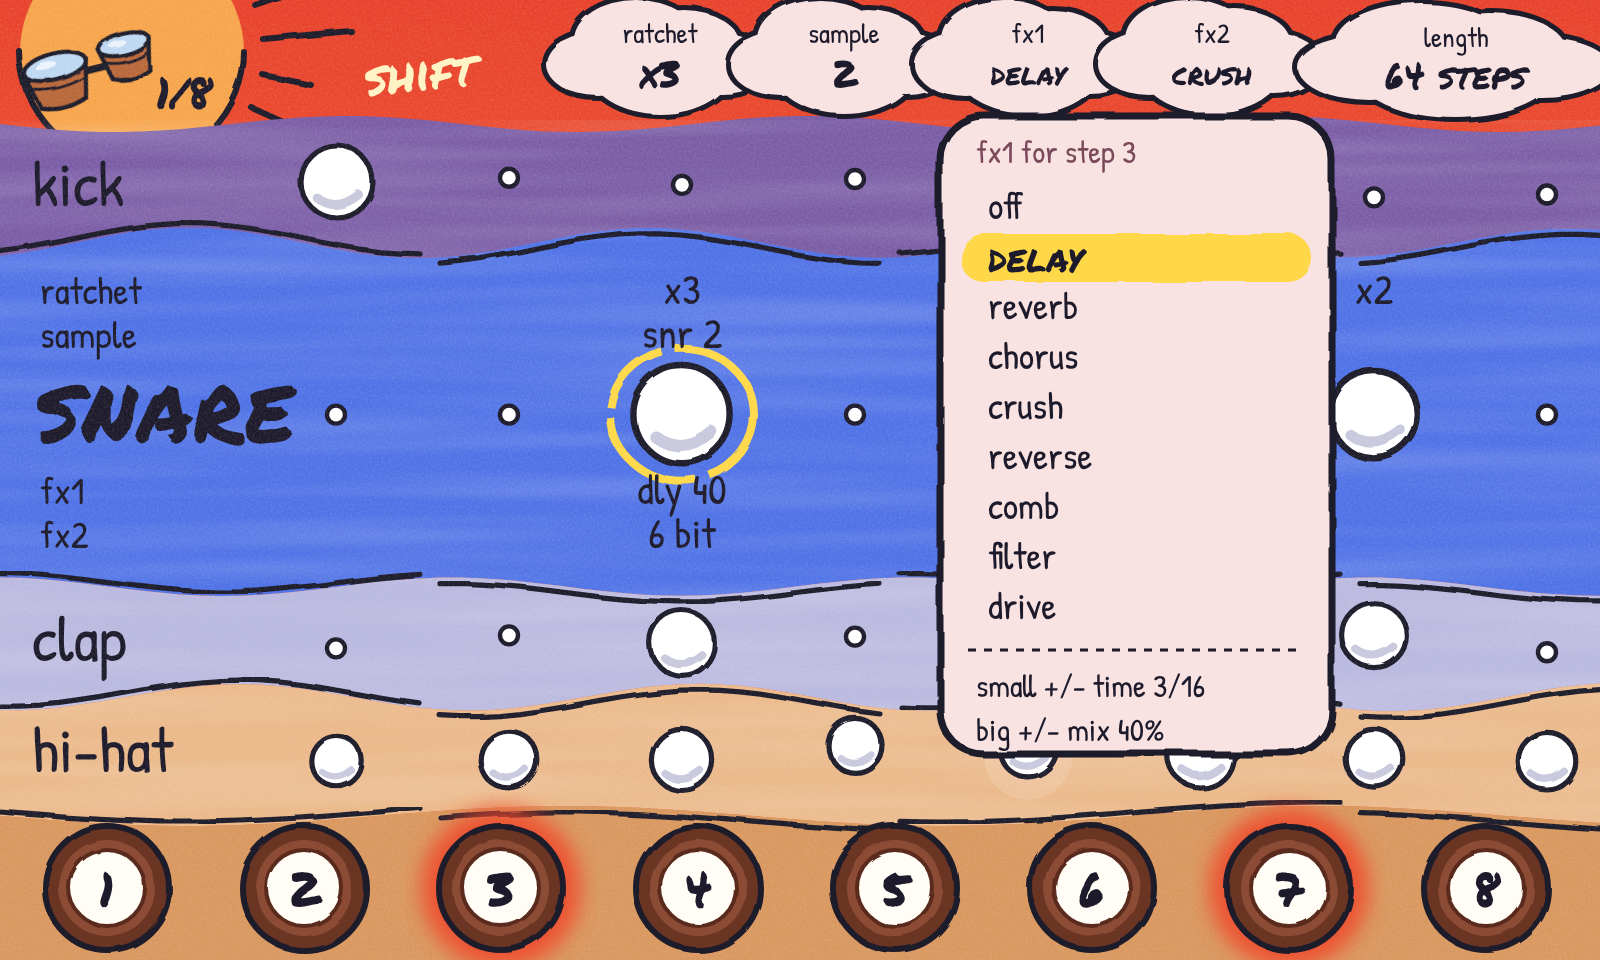 1/8
SHIFT
ratchet
x3
sample
2
fx1
DELAY
fx2
CRUSH
length
64 STEPS
kick
fx1 for step 3
off
DELAY
reverb
chorus
crush
reverse
comb
filter
drive
small +/- time 3/16
big +/- mix 40%
ratchet
sample
SNARE
fx1
fx2
x3
snr 2
dly 40
6 bit
x2
clap
hi-hat
1
2
3
4
5
6
7
8